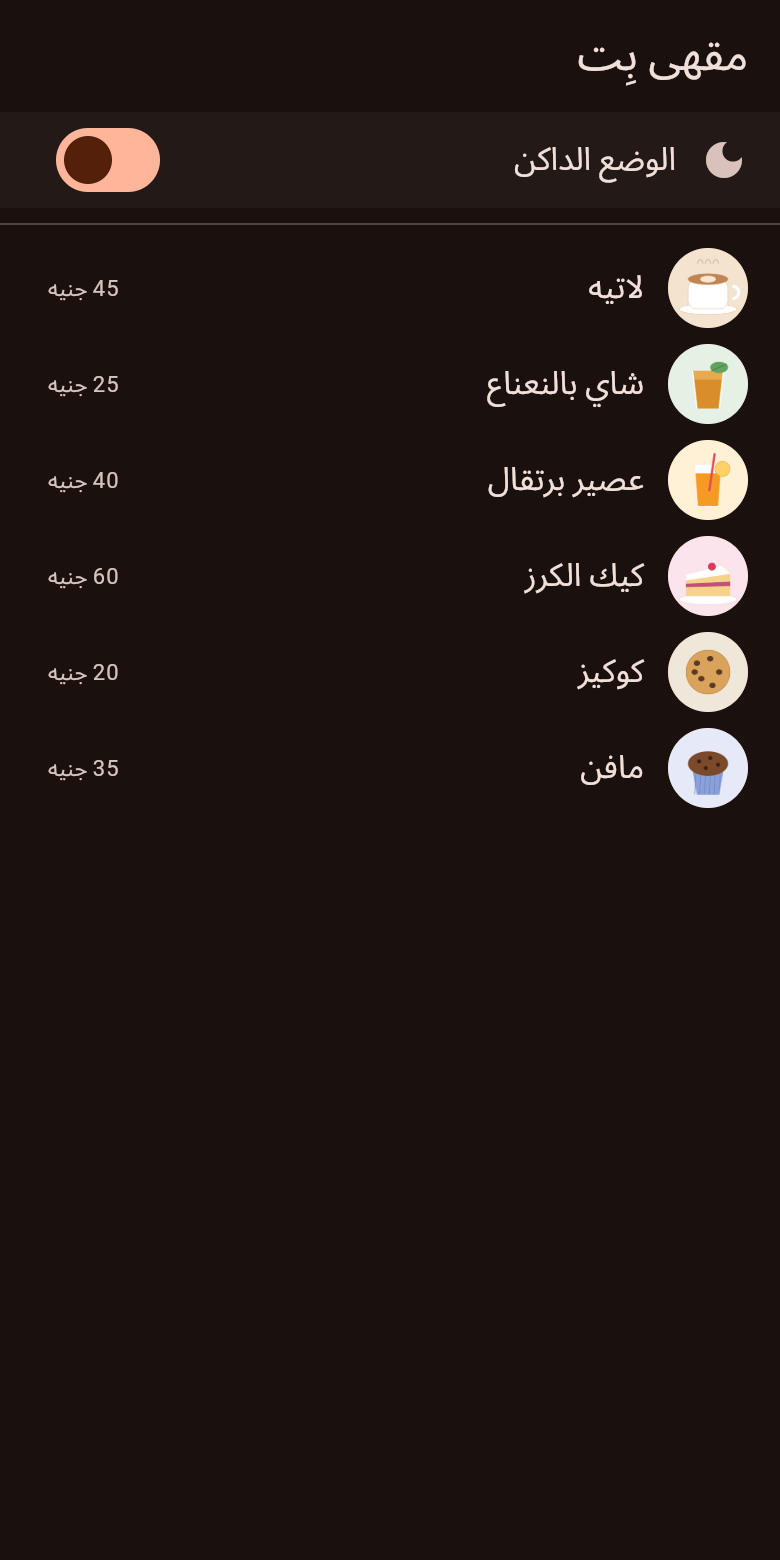 مقهى بِت
الوضع الداكن
لاتيه 45 جنيه
شاي بالنعناع 25 جنيه
عصير برتقال 40 جنيه
كيك الكرز 60 جنيه
كوكيز 20 جنيه
مافن 35 جنيه